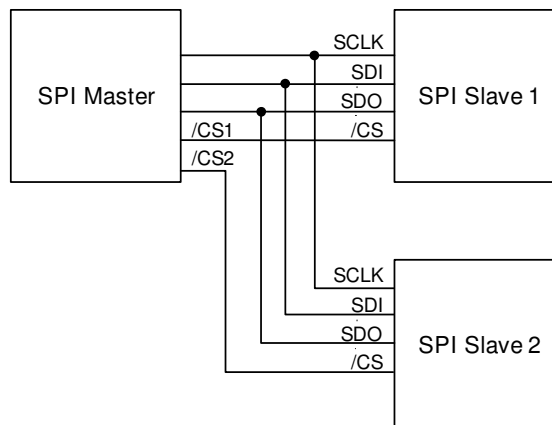 SCLK
SDI
SPI Master
SDO
SPI Slave 1
/CS1
/CS
/CS2
SCLK
SDI
SPI Slave 2
SDO
/CS